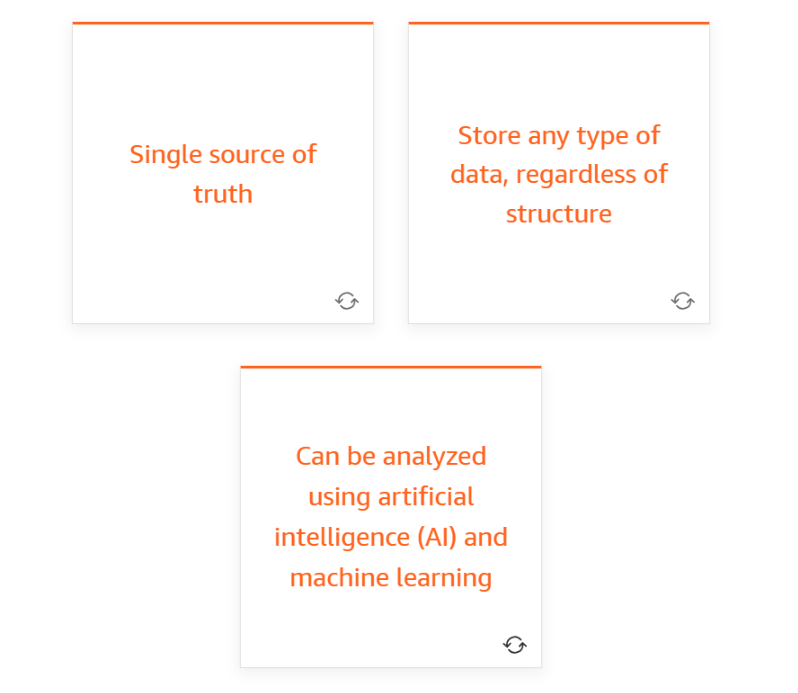 Single source of
truth
Store any type of
data, regardless of
structure
Can be analyzed
using artificial
intelligence (AI) and
machine learning